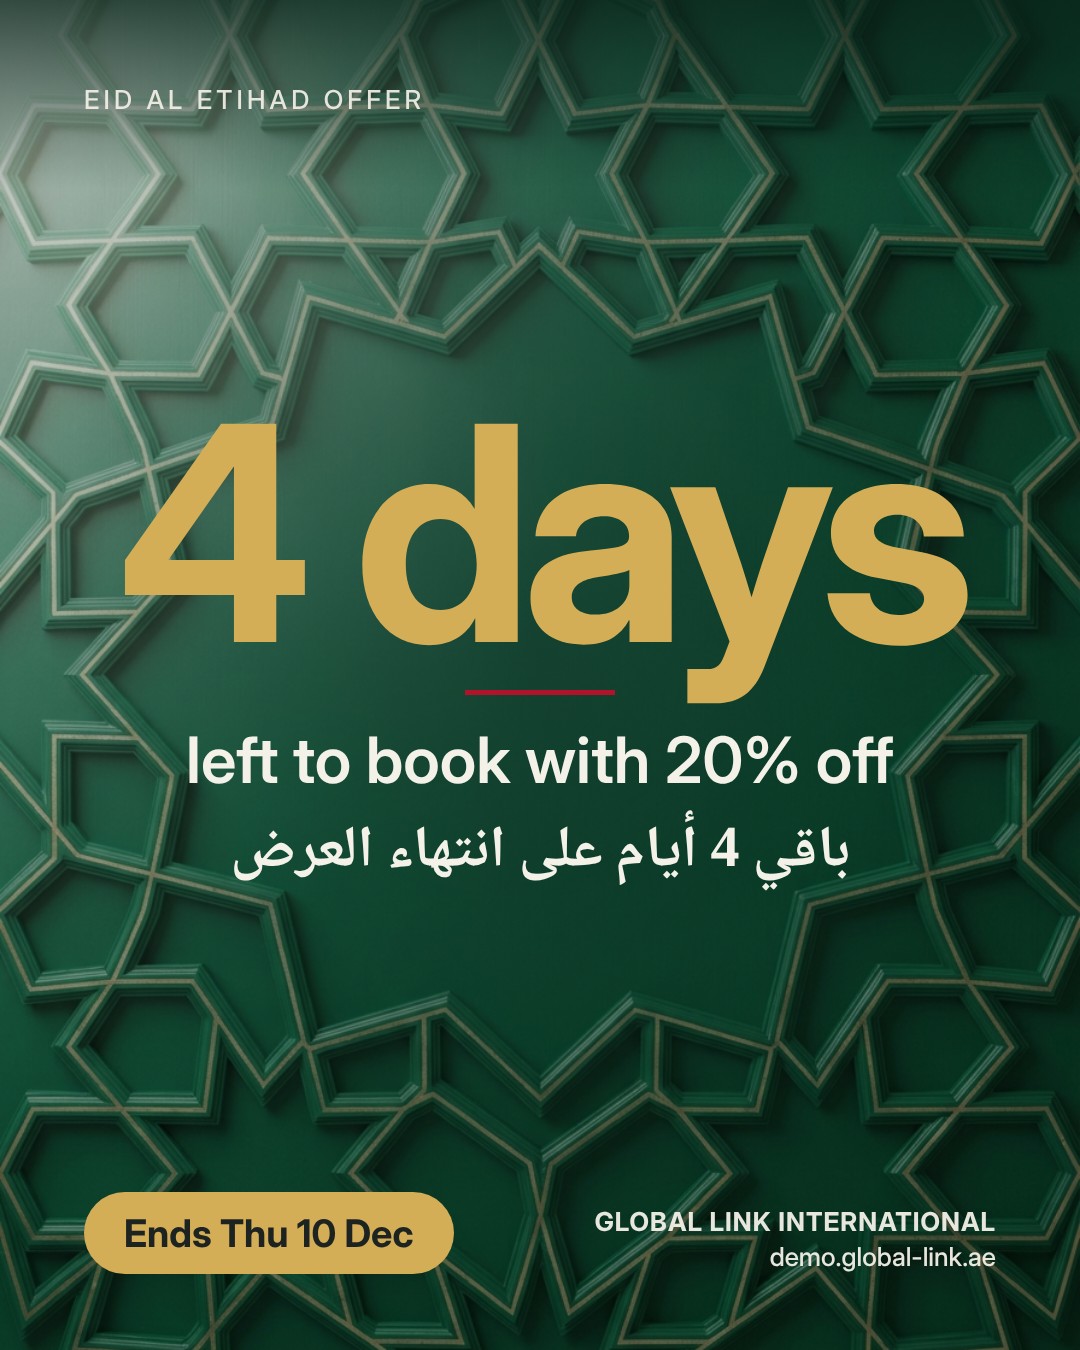 EID AL ETIHAD OFFER
4 days
left to book with 20% off
باقي 4 أيام على انتهاء العرض
Ends Thu 10 Dec
GLOBAL LINK INTERNATIONAL
demo.global-link.ae